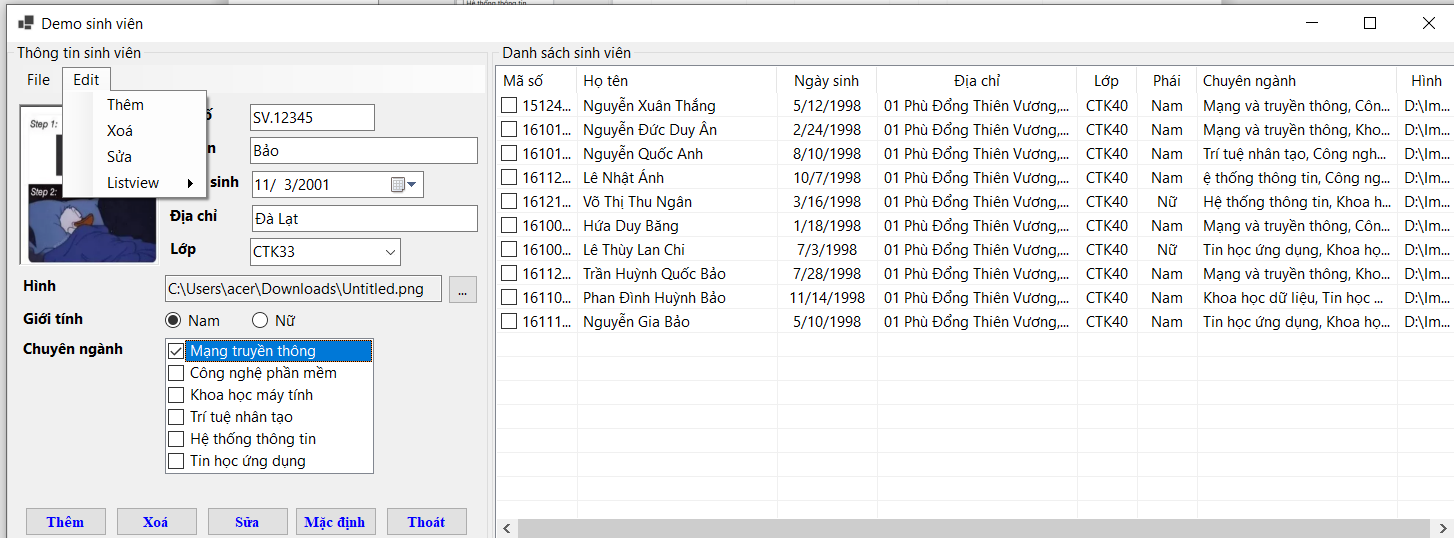 Hệ thống thông tin
Demo sinh viên
Thông tin sinh viên
File Edit
Thêm
Xoá
Sửa
Listview
Step 1:
Step 2:
SV.12345
Bảo
sinh 11/ 3/2001
Địa chỉ Đà Lạt
Lớp CTK33
Hình C:\Users\acer\Downloads\Untitled.png ...
Giới tính Nam Nữ
Chuyên ngành Mạng truyền thông
Công nghệ phần mềm
Khoa học máy tính
Trí tuệ nhân tạo
Hệ thống thông tin
Tin học ứng dụng
Thêm Xoá Sửa Mặc định Thoát
Danh sách sinh viên
Mã số Họ tên Ngày sinh Địa chỉ Lớp Phái Chuyên ngành Hình
15124... Nguyễn Xuân Thắng 5/12/1998 01 Phù Đổng Thiên Vương,... CTK40 Nam Mạng và truyền thông, Côn... D:\Im...
16101... Nguyễn Đức Duy Ân 2/24/1998 01 Phù Đổng Thiên Vương,... CTK40 Nam Mạng và truyền thông, Kho... D:\Im...
16101... Nguyễn Quốc Anh 8/10/1998 01 Phù Đổng Thiên Vương,... CTK40 Nam Trí tuệ nhân tạo, Công ngh... D:\Im...
16112... Lê Nhật Ánh 10/7/1998 01 Phù Đổng Thiên Vương,... CTK40 Nam ệ thống thông tin, Công ng... D:\Im...
16121... Võ Thị Thu Ngân 3/16/1998 01 Phù Đổng Thiên Vương,... CTK40 Nữ Hệ thống thông tin, Khoa h... D:\Im...
16100... Hứa Duy Băng 1/18/1998 01 Phù Đổng Thiên Vương,... CTK40 Nam Mạng và truyền thông, Côn... D:\Im...
16100... Lê Thùy Lan Chi 7/3/1998 01 Phù Đổng Thiên Vương,... CTK40 Nữ Tin học ứng dụng, Khoa học... D:\Im...
16112... Trần Huỳnh Quốc Bảo 7/28/1998 01 Phù Đổng Thiên Vương,... CTK40 Nam Mạng và truyền thông, Kho... D:\Im...
16110... Phan Đình Huỳnh Bảo 11/14/1998 01 Phù Đổng Thiên Vương,... CTK40 Nam Khoa học dữ liệu, Tin học ... D:\Im...
16111... Nguyễn Gia Bảo 5/10/1998 01 Phù Đổng Thiên Vương,... CTK40 Nam Tin học ứng dụng, Khoa họ... D:\Im...